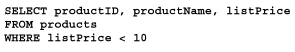 SELECT productID, productName, listPrice
FROM products
WHERE listPrice < 10